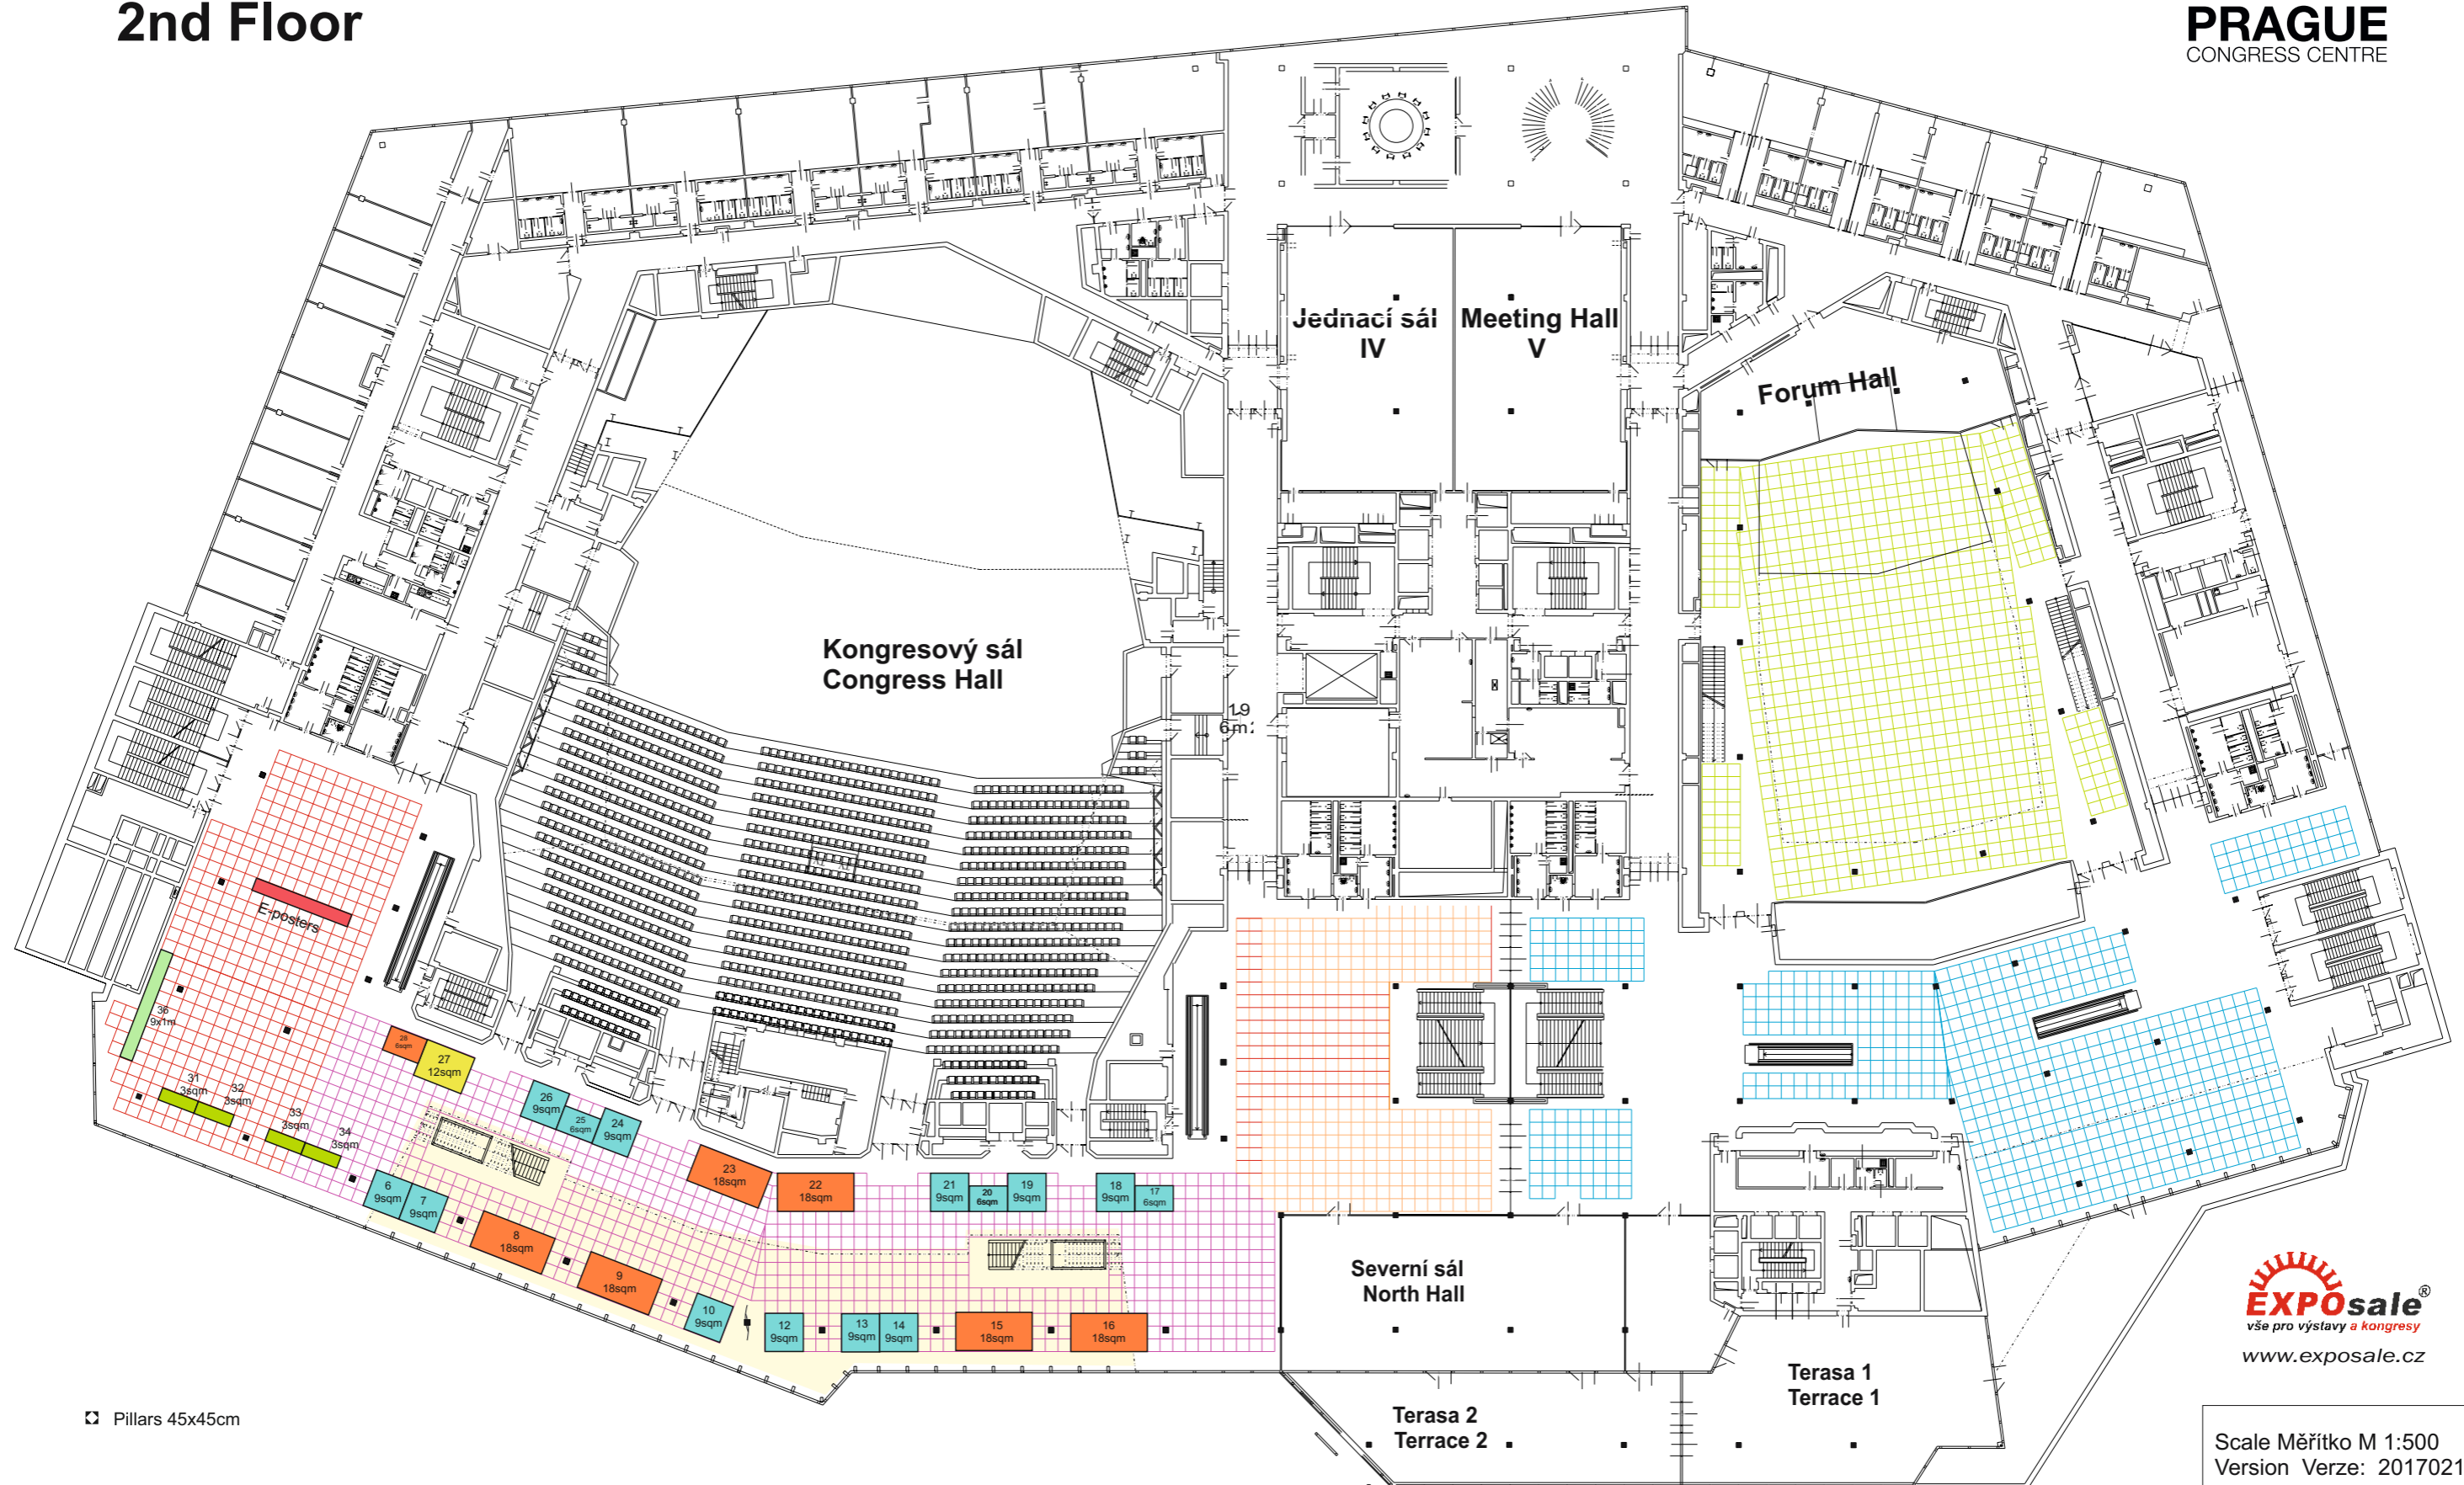 2nd Floor
PRAGUE
CONGRESS CENTRE
Jednací sál
IV
Meeting Hall
V
Forum Hall
Kongresový sál
Congress Hall
19
6m2
E-posters
36
9x1m
31
3sqm
32
3sqm
33
3sqm
34
3sqm
28
6sqm
27
12sqm
26
9sqm
25
6sqm
24
9sqm
23
18sqm
22
18sqm
21
9sqm
20
6sqm
19
9sqm
18
9sqm
17
6sqm
6
9sqm
7
9sqm
8
18sqm
9
18sqm
10
9sqm
12
9sqm
13
9sqm
14
9sqm
15
18sqm
16
18sqm
Severní sál
North Hall
Terasa 1
Terrace 1
Terasa 2
Terrace 2
EXPOsale®
vše pro výstavy a kongresy
www.exposale.cz
Pillars 45x45cm
Scale Měřítko M 1:500
Version Verze: 2017021